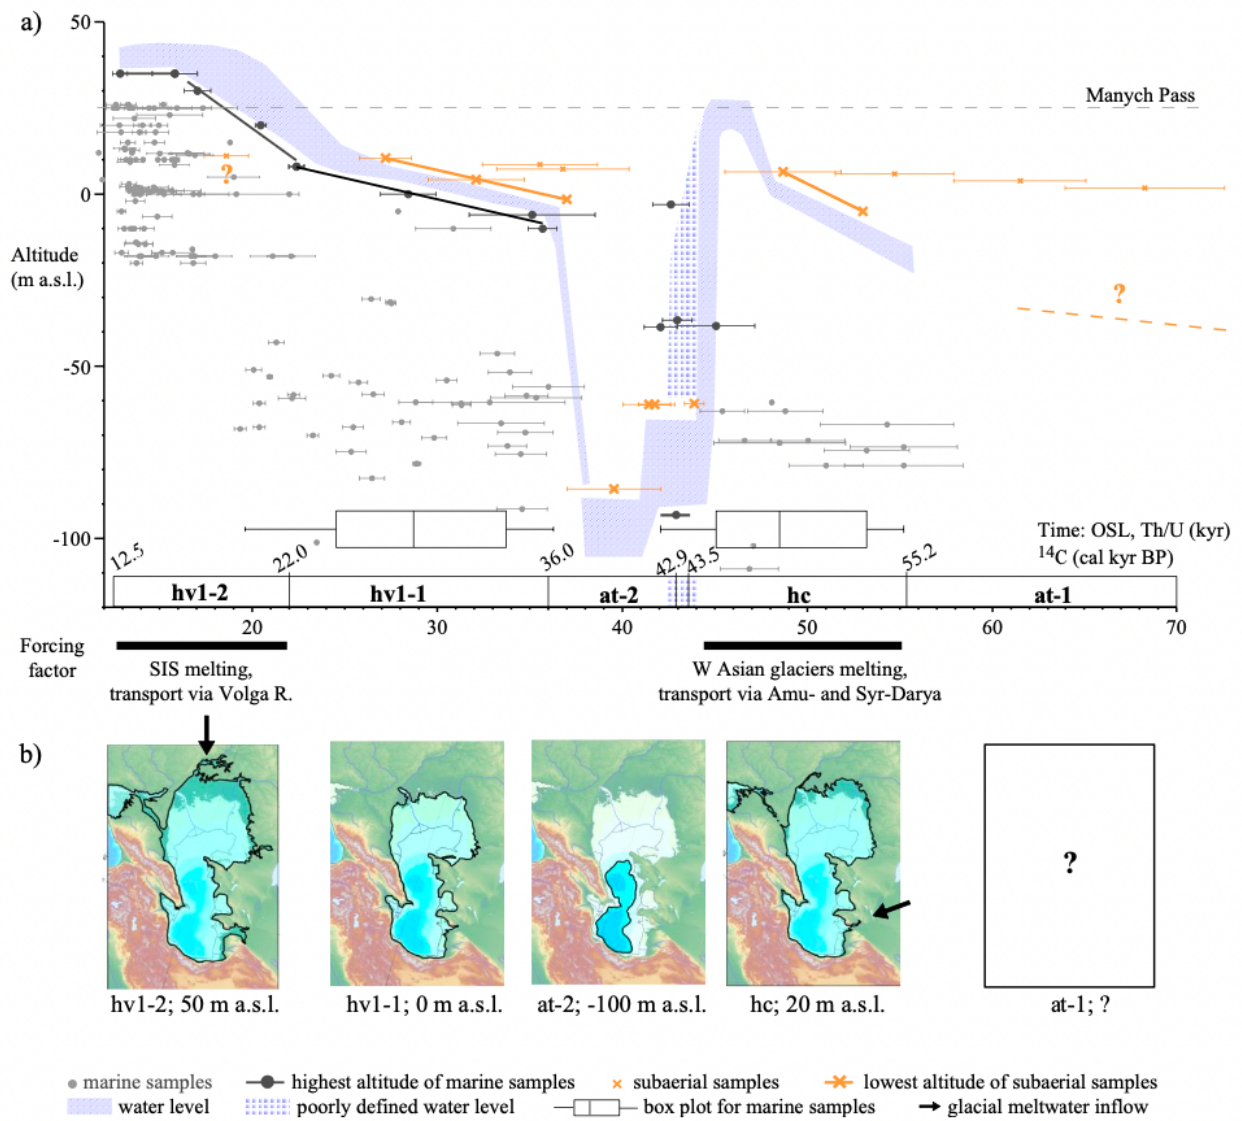 a)
50
Manych Pass
?
0
Altitude
(m a.s.l.)
?
-50
-100
Time: OSL, Th/U (kyr)
14C (cal kyr BP)
12.5
22.0
36.0
42.9
43.5
55.2
hv1-2
hv1-1
at-2
hc
at-1
20
30
40
50
60
70
Forcing
factor
SIS melting,
transport via Volga R.
W Asian glaciers melting,
transport via Amu- and Syr-Darya
b)
?
hv1-2; 50 m a.s.l.
hv1-1; 0 m a.s.l.
at-2; -100 m a.s.l.
hc; 20 m a.s.l.
at-1; ?
marine samples
highest altitude of marine samples
subaerial samples
lowest altitude of subaerial samples
water level
poorly defined water level
box plot for marine samples
glacial meltwater inflow